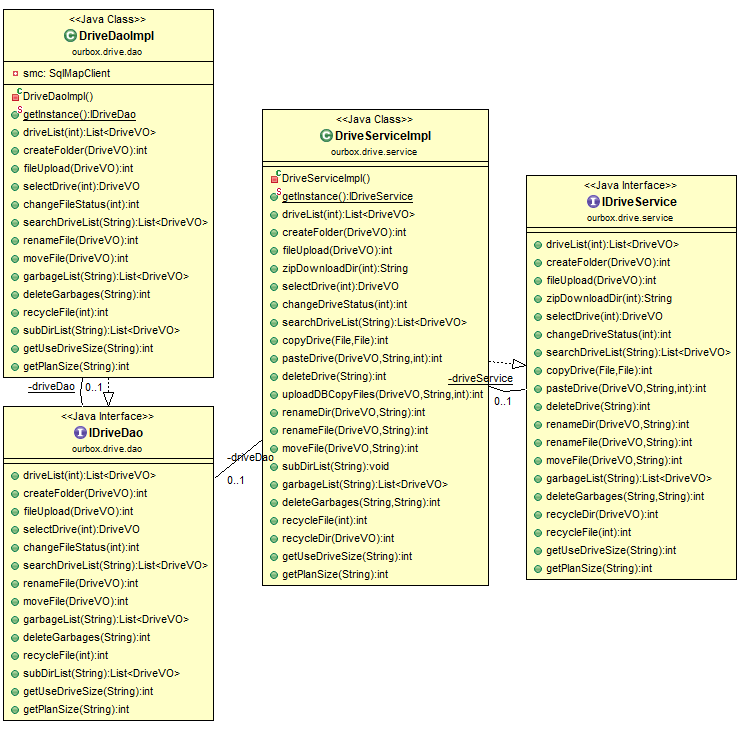 <<Java Class>>
DriveDaoImpl
ourbox.drive.dao
smc: SqlMapClient
DriveDaoImpl()
getInstance():IDriveDao
driveList(int):List<DriveVO>
createFolder(DriveVO):int
fileUpload(DriveVO):int
selectDrive(int):DriveVO
changeFileStatus(int):int
searchDriveList(String):List<DriveVO>
renameFile(DriveVO):int
moveFile(DriveVO):int
garbageList(String):List<DriveVO>
deleteGarbages(String):int
recycleFile(int):int
subDirList(String):List<DriveVO>
getUseDriveSize(String):int
getPlanSize(String):int
-driveDao
0..1
<<Java Interface>>
IDriveDao
ourbox.drive.dao
driveList(int):List<DriveVO>
createFolder(DriveVO):int
fileUpload(DriveVO):int
selectDrive(int):DriveVO
changeFileStatus(int):int
searchDriveList(String):List<DriveVO>
renameFile(DriveVO):int
moveFile(DriveVO):int
garbageList(String):List<DriveVO>
deleteGarbages(String):int
recycleFile(int):int
subDirList(String):List<DriveVO>
getUseDriveSize(String):int
getPlanSize(String):int
-driveDao
0..1
<<Java Class>>
DriveServiceImpl
ourbox.drive.service
DriveServiceImpl()
getInstance():IDriveService
driveList(int):List<DriveVO>
createFolder(DriveVO):int
fileUpload(DriveVO):int
zipDownloadDir(int):String
selectDrive(int):DriveVO
changeDriveStatus(int):int
searchDriveList(String):List<DriveVO>
copyDrive(File,File):int
pasteDrive(DriveVO,String,int):int
deleteDrive(String):int
uploadDBCopyFiles(DriveVO,String,int):int
renameDir(DriveVO,String):int
renameFile(DriveVO,String):int
moveFile(DriveVO,String):int
subDirList(String):void
garbageList(String):List<DriveVO>
deleteGarbages(String,String):int
recycleFile(int):int
recycleDir(DriveVO):int
getUseDriveSize(String):int
getPlanSize(String):int
-driveService
0..1
<<Java Interface>>
IDriveService
ourbox.drive.service
driveList(int):List<DriveVO>
createFolder(DriveVO):int
fileUpload(DriveVO):int
zipDownloadDir(int):String
selectDrive(int):DriveVO
changeDriveStatus(int):int
searchDriveList(String):List<DriveVO>
copyDrive(File,File):int
pasteDrive(DriveVO,String,int):int
deleteDrive(String):int
renameDir(DriveVO,String):int
renameFile(DriveVO,String):int
moveFile(DriveVO,String):int
garbageList(String):List<DriveVO>
deleteGarbages(String,String):int
recycleDir(DriveVO):int
recycleFile(int):int
getUseDriveSize(String):int
getPlanSize(String):int